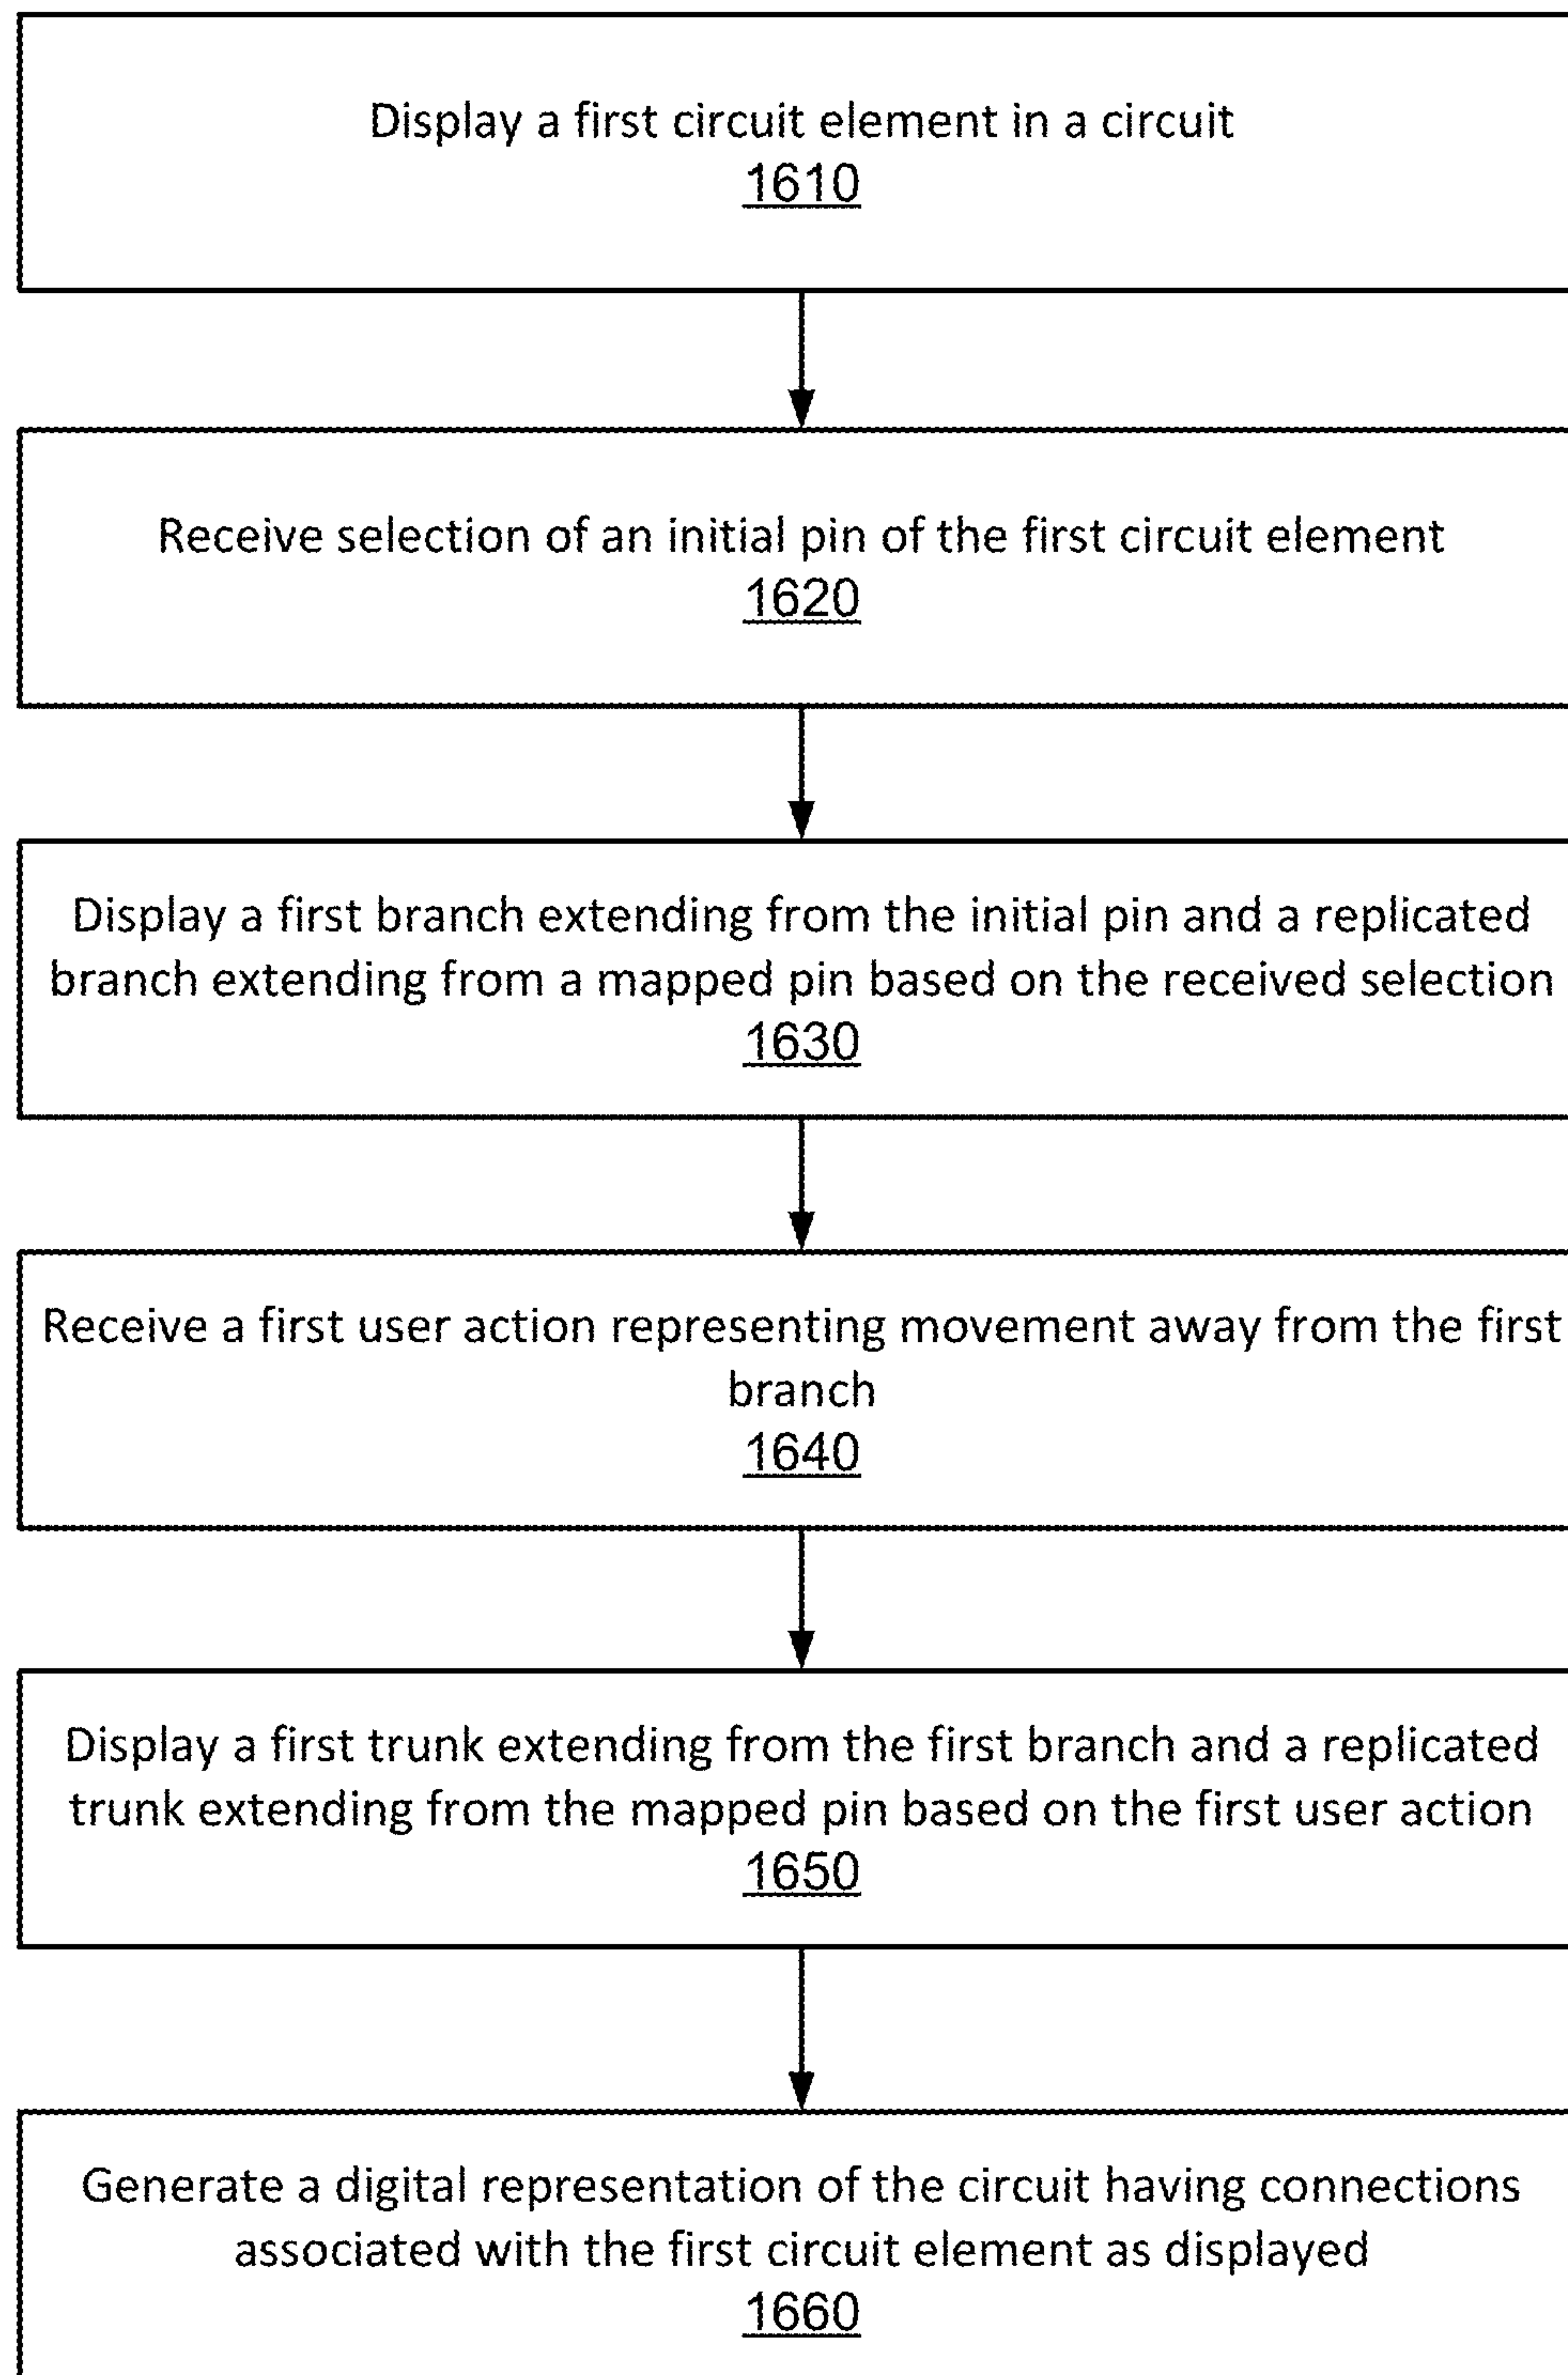 Display a first circuit element in a circuit
1610
Receive selection of an initial pin of the first circuit element
1620
Display a first branch extending from the initial pin and a replicated
branch extending from a mapped pin based on the received selection
1630
Receive a first user action representing movement away from the first
branch
1640
Display a first trunk extending from the first branch and a replicated
trunk extending from the mapped pin based on the first user action
1650
Generate a digital representation of the circuit having connections
associated with the first circuit element as displayed
1660